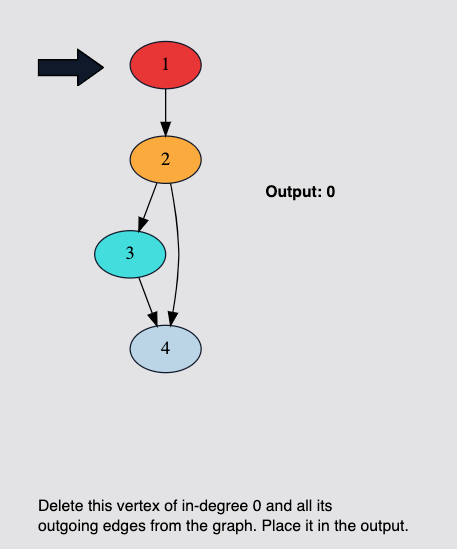 1
2
Output: 0
3
4
Delete this vertex of in-degree 0 and all its
outgoing edges from the graph. Place it in the output.